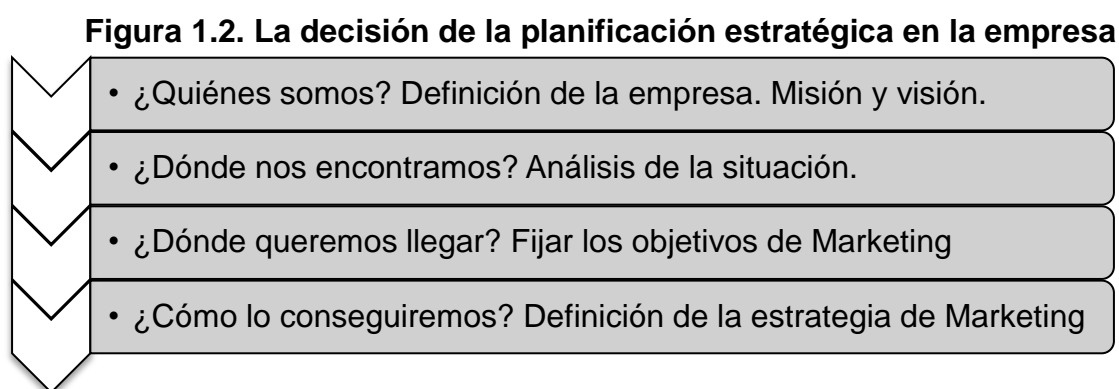 Figura 1.2. La decisión de la planificación estratégica en la empresa
• ¿Quiénes somos? Definición de la empresa. Misión y visión.
• ¿Dónde nos encontramos? Análisis de la situación.
• ¿Dónde queremos llegar? Fijar los objetivos de Marketing
• ¿Cómo lo conseguiremos? Definición de la estrategia de Marketing